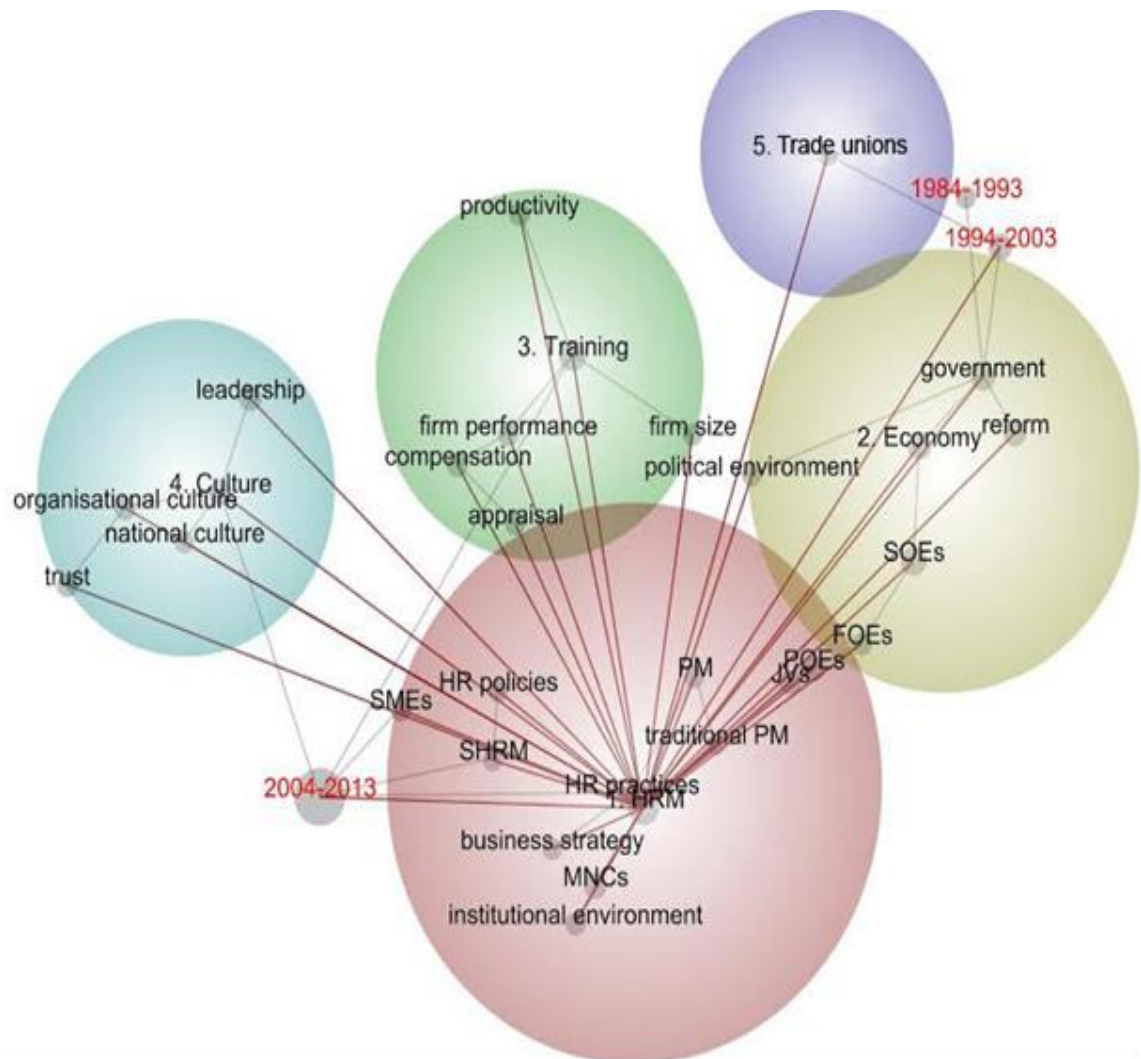 5. Trade unions
1984-1993
productivity
1994-2003
3. Training
government
leadership
firm performance
firm size
2. Economy
reform
compensation
political environment
4. Culture
organisational culture
appraisal
national culture
SOEs
trust
FOEs
POEs
JVs
PM
HR policies
SMEs
traditional PM
SHRM
HR practices
2004-2013
1. HRM
business strategy
MNCs
institutional environment